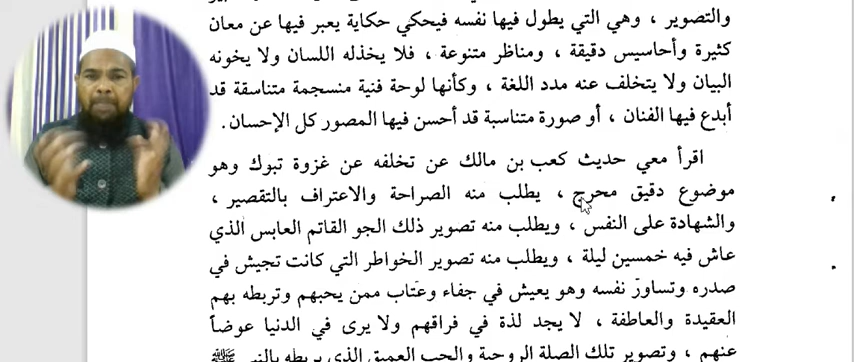 والتصوير ، وهي التي يطول فيها نفسه فيحكي حكاية يعبر فيها عن معان
كثيرة وأحاسيس دقيقة ، ومناظر متنوعة ، فلا يخذله اللسان ولا يخونه
البيان ولا يتخلف عنه مدد اللغة ، وكأنها لوحة فنية منسجمة متناسقة قد
أبدع فيها الفنان ، أو صورة متناسبة قد أحسن فيها المصور كل الإحسان .
اقرأ معي حديث كعب بن مالك عن تخلفه عن غزوة تبوك وهو
موضوع دقيق محرج ، يطلب منه الصراحة والاعتراف بالتقصير ،
والشهادة على النفس ، ويطلب منه تصوير ذلك الجو القاتم العابس الذي
عاش فيه خمسين ليلة ، ويطلب منه تصوير الخواطر التي كانت تجيش في
صدره وتساورُ نفسه وهو يعيش في جفاء وعتاب ممن يحبهم وتربطه بهم
العقيدة والعاطفة ، لا يجد لذة في فراقهم ولا يرى في الدنيا عوضاً
عنهم ، وتصوير تلك الصلة الروحية والحب العميق الذي يربطه بالنبي ﷺ